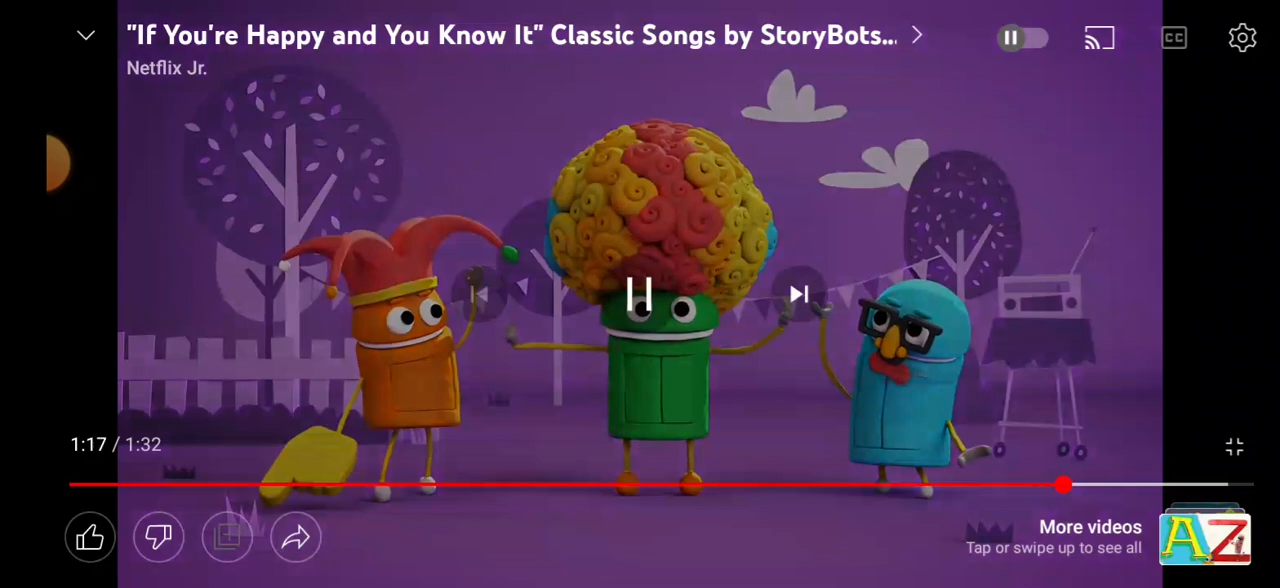 "If You're Happy and You Know It" Classic Songs by StoryBots...
Netflix Jr.
CC
1:17 / 1:32
More videos
Tap or swipe up to see all
A Z